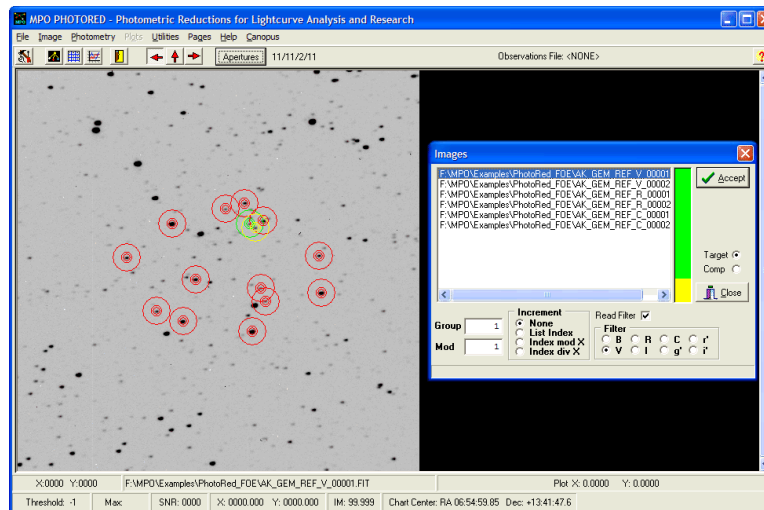 MPO PHOTORED - Photometric Reductions for Lightcurve Analysis and Research
File Image Photometry Plots Utilities Pages Help Canopus
Apertures 11/11/2/11 Observations File: <NONE> ?
Images
F:\MPO\Examples\PhotoRed_FOE\AK_GEM_REF_V_00001
F:\MPO\Examples\PhotoRed_FOE\AK_GEM_REF_V_00002
F:\MPO\Examples\PhotoRed_FOE\AK_GEM_REF_R_00001
F:\MPO\Examples\PhotoRed_FOE\AK_GEM_REF_R_00002
F:\MPO\Examples\PhotoRed_FOE\AK_GEM_REF_C_00001
F:\MPO\Examples\PhotoRed_FOE\AK_GEM_REF_C_00002
Accept
Target
Comp
Close
Group 1
Mod 1
Increment
None
List Index
Index mod X
Index div X
Read Filter
Filter
B R C r'
V I g' i'
X:0000 Y:0000 F:\MPO\Examples\PhotoRed_FOE\AK_GEM_REF_V_00001.FIT Plot X: 0.0000 Y: 0.0000
Threshold: -1 Max: SNR: 0000 X: 0000.000 Y: 0000.000 IM: 99.999 Chart Center: RA 06:54:59.85 Dec: +13:41:47.6